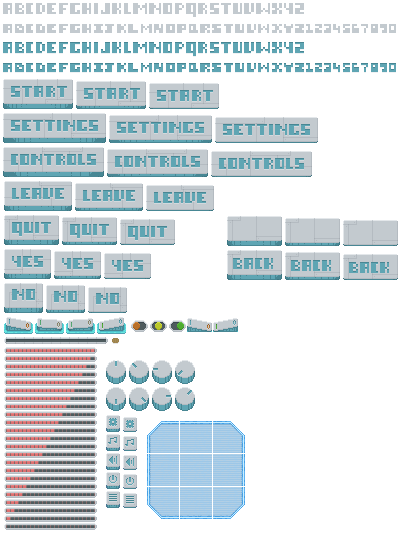 ABCDEFGHIJKLMNOPQRSTUVWXYZ
ABCDEFGHIJKLMNOPQRSTUVWXYZ1234567890
ABCDEFGHIJKLMNOPQRSTUVWXYZ
ABCDEFGHIJKLMNOPQRSTUVWXYZ1234567890
START START START
SETTINGS SETTINGS SETTINGS
CONTROLS CONTROLS CONTROLS
LEAVE LEAVE LEAVE
QUIT QUIT QUIT
YES YES YES BACK BACK BACK
NO NO NO